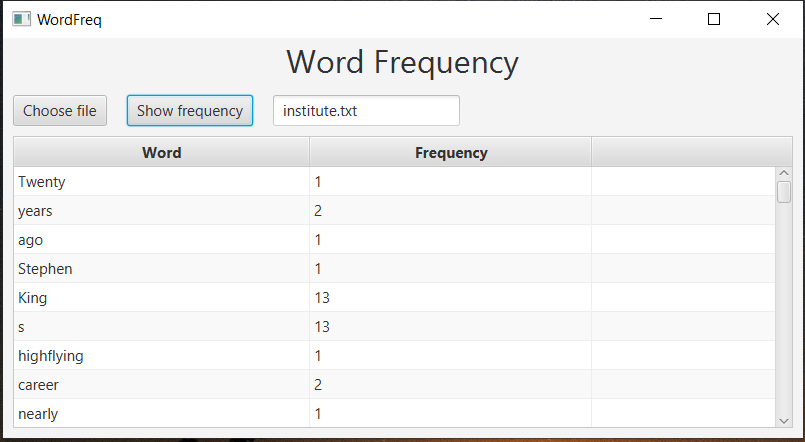 WordFreq
Word Frequency
Choose file Show frequency institute.txt
Word Frequency
Twenty 1
years 2
ago 1
Stephen 1
King 13
s 13
highflying 1
career 2
nearly 1